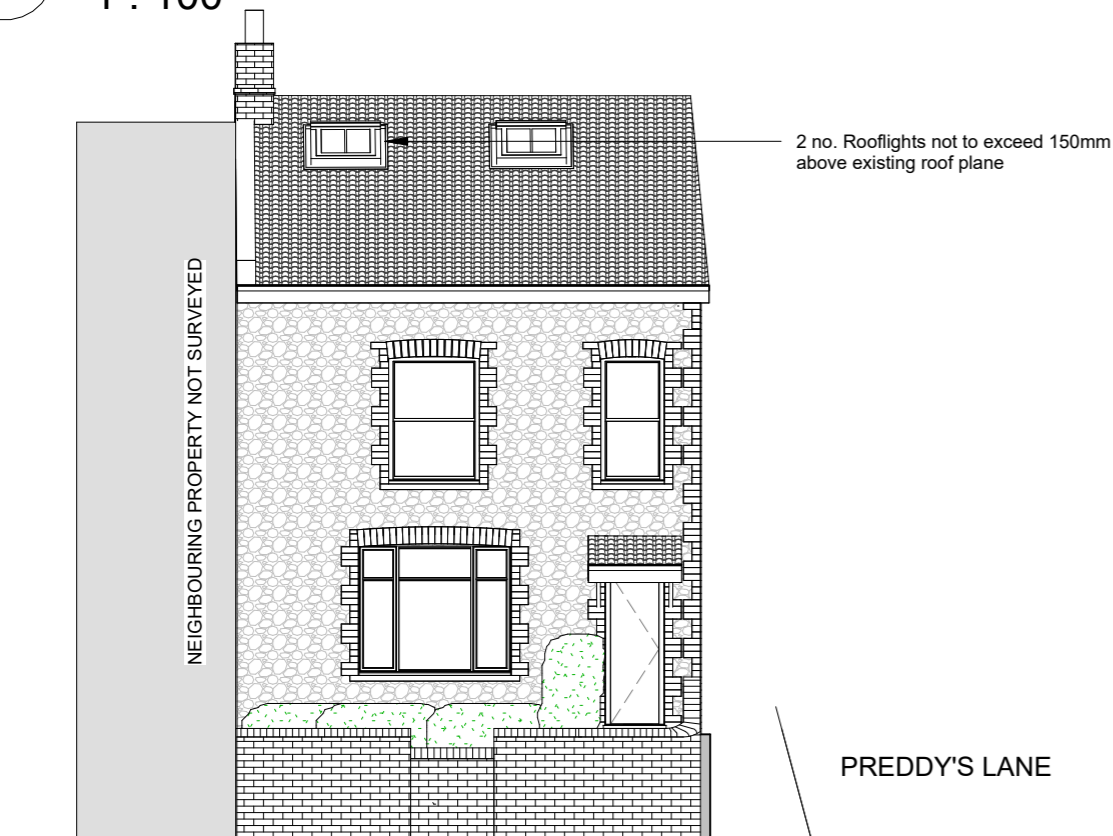 1 : 100
2 no. Rooflights not to exceed 150mm
above existing roof plane
NEIGHBOURING PROPERTY NOT SURVEYED
PREDDY'S LANE